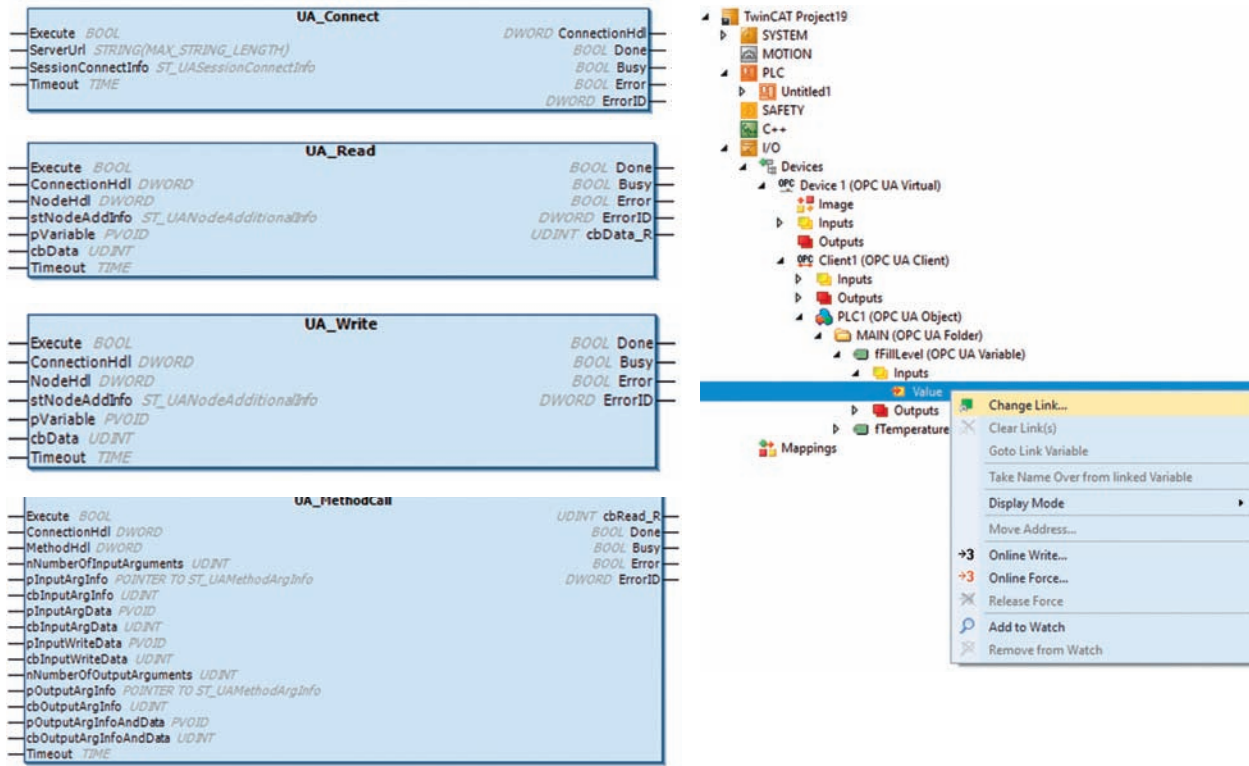 UA_Connect
Execute BOOL DWORD ConnectionHdl
ServerUrl STRING(MAX_STRING_LENGTH) BOOL Done
SessionConnectInfo ST_UASessionConnectInfo BOOL Busy
Timeout TIME BOOL Error
DWORD ErrorID
UA_Read
Execute BOOL BOOL Done
ConnectionHdl DWORD BOOL Busy
NodeHdl DWORD BOOL Error
stNodeAddInfo ST_UANodeAdditionalInfo DWORD ErrorID
pVariable PVOID UDINT cbData_R
cbData UDINT
Timeout TIME
UA_Write
Execute BOOL BOOL Done
ConnectionHdl DWORD BOOL Busy
NodeHdl DWORD BOOL Error
stNodeAddInfo ST_UANodeAdditionalInfo DWORD ErrorID
pVariable PVOID
cbData UDINT
Timeout TIME
UA_MethodCall
Execute BOOL UDINT cbRead_R
ConnectionHdl DWORD BOOL Done
MethodHdl DWORD BOOL Busy
nNumberOfInputArguments UDINT BOOL Error
pInputArgInfo POINTER TO ST_UAMethodArgInfo DWORD ErrorID
cbInputArgInfo UDINT
pInputArgData PVOID
cbInputArgData UDINT
pInputWriteData PVOID
cbInputWriteData UDINT
nNumberOfOutputArguments UDINT
pOutputArgInfo POINTER TO ST_UAMethodArgInfo
cbOutputArgInfo UDINT
pOutputArgInfoAndData PVOID
cbOutputArgInfoAndData UDINT
Timeout TIME
TwinCAT Project19
SYSTEM
MOTION
PLC
Untitled1
SAFETY
C++
I/O
Devices
OPC Device 1 (OPC UA Virtual)
Image
Inputs
Outputs
OPC Client1 (OPC UA Client)
Inputs
Outputs
PLC1 (OPC UA Object)
MAIN (OPC UA Folder)
fFillLevel (OPC UA Variable)
Inputs
Value
Outputs
fTemperature
Mappings
Change Link...
Clear Link(s)
Goto Link Variable
Take Name Over from linked Variable
Display Mode
Move Address...
→3 Online Write...
→3 Online Force...
Release Force
Add to Watch
Remove from Watch